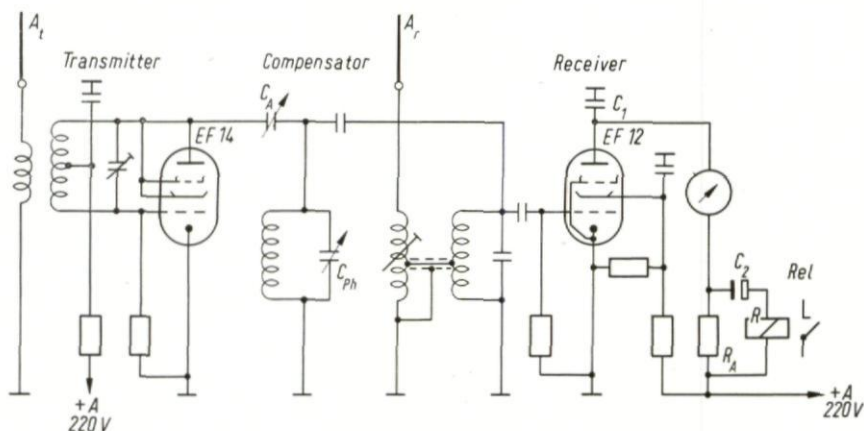 A_t
Transmitter
Compensator
A_r
Receiver
C_A
EF 14
C_1
EF 12
C_Ph
C_2
Rel
R
R_A
+A
220 V
+A
220 V